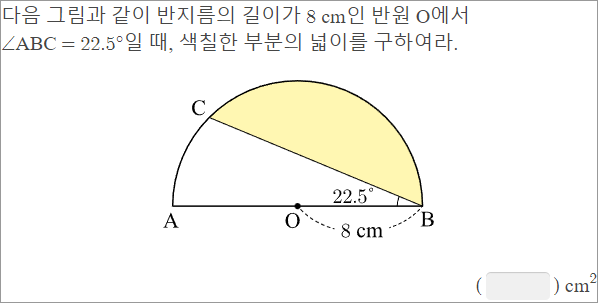 다음 그림과 같이 반지름의 길이가 8 cm인 반원 O에서
∠ABC = 22.5°일 때, 색칠한 부분의 넓이를 구하여라.
C
22.5°
A
O
B
8 cm
( ) cm²